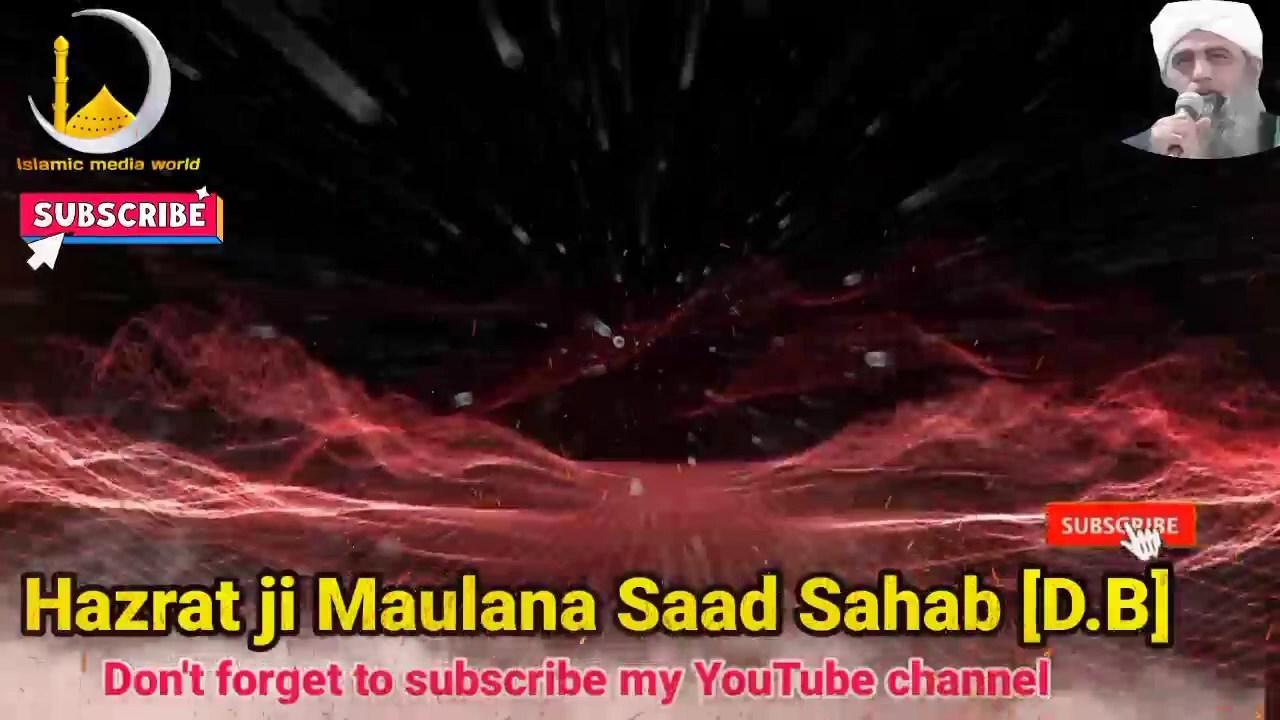 Islamic media world
SUBSCRIBE
SUBSCRIBE
Hazrat ji Maulana Saad Sahab [D.B]
Don't forget to subscribe my YouTube channel